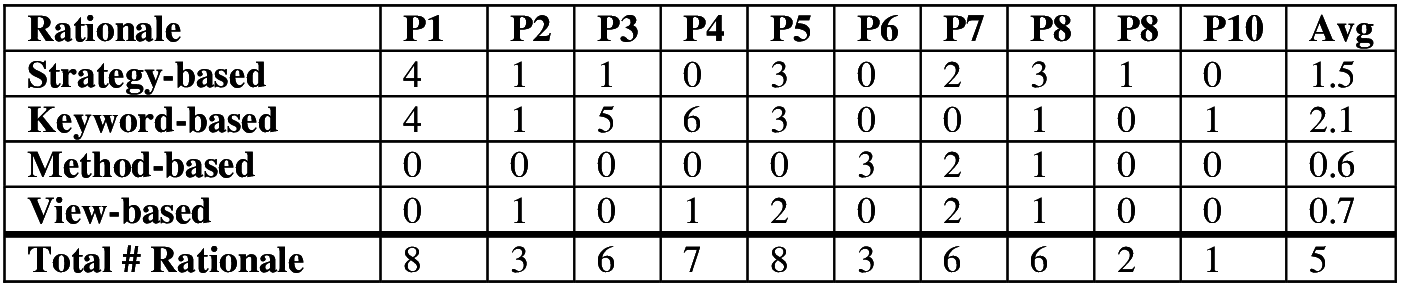 Rationale P1 P2 P3 P4 P5 P6 P7 P8 P8 P10 Avg
Strategy-based 4 1 1 0 3 0 2 3 1 0 1.5
Keyword-based 4 1 5 6 3 0 0 1 0 1 2.1
Method-based 0 0 0 0 0 3 2 1 0 0 0.6
View-based 0 1 0 1 2 0 2 1 0 0 0.7
Total # Rationale 8 3 6 7 8 3 6 6 2 1 5